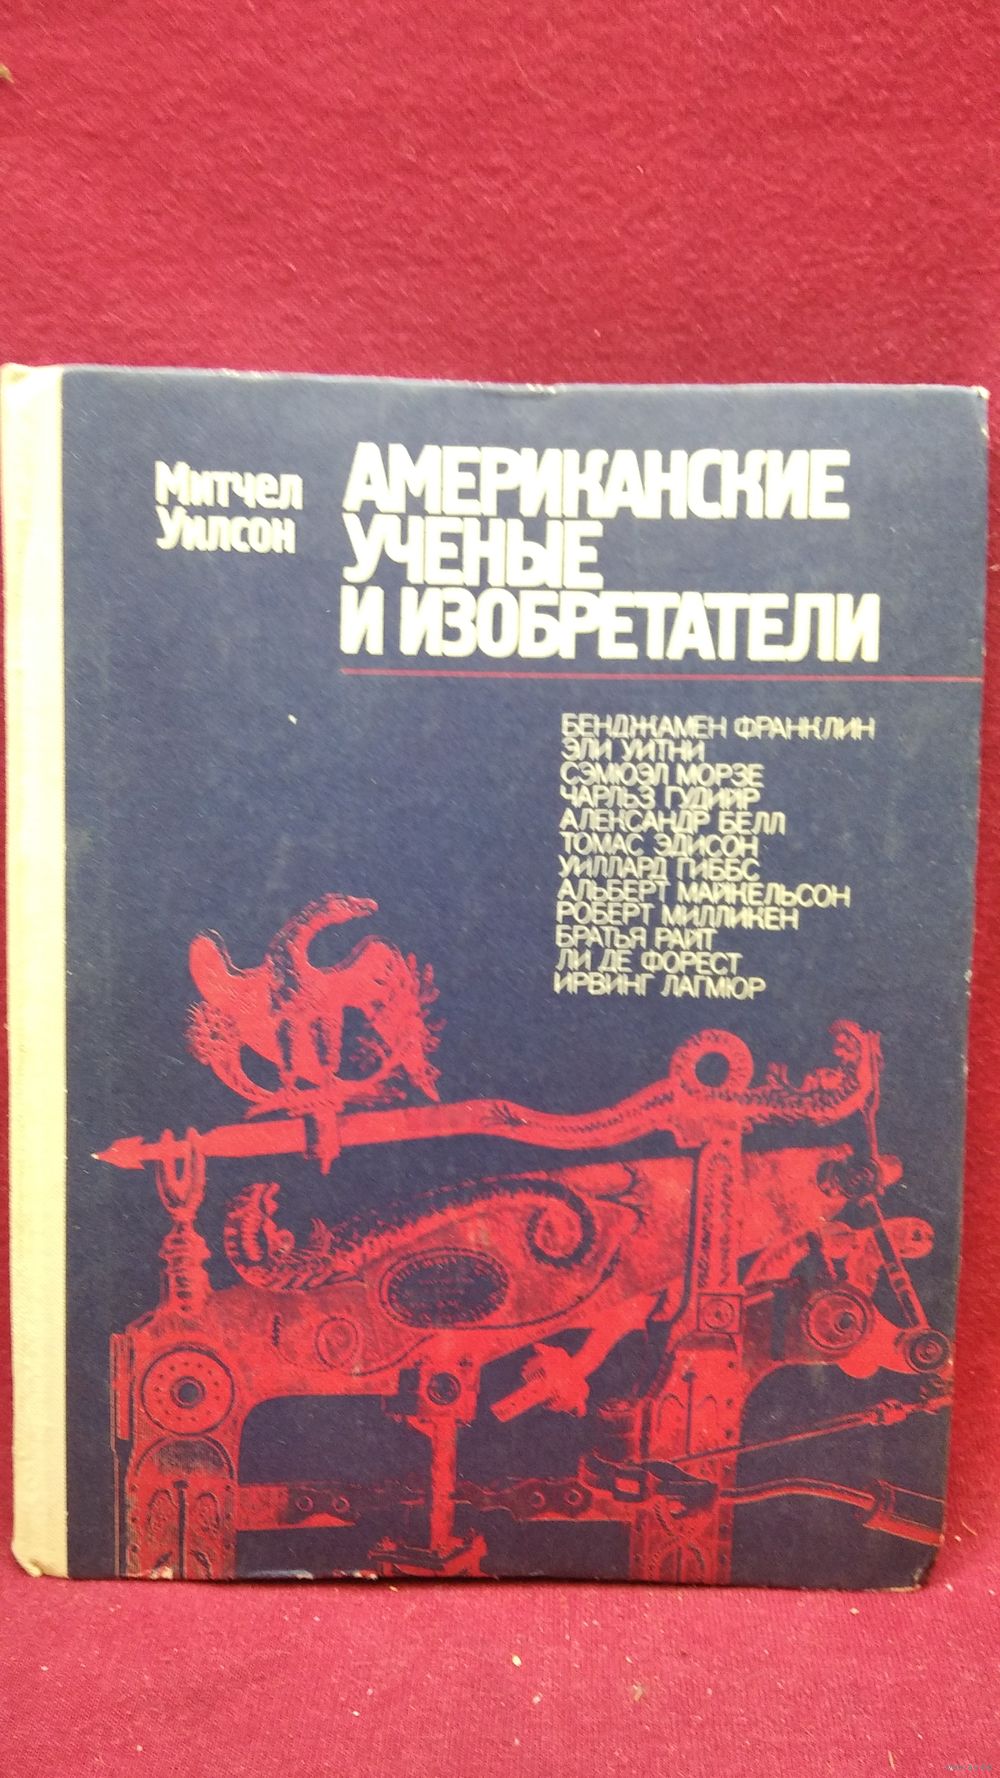 Митчел
Уилсон
АМЕРИКАНСКИЕ
УЧЕНЫЕ
И ИЗОБРЕТАТЕЛИ
БЕНДЖАМЕН ФРАНКЛИН
ЭЛИ УИТНИ
СЭМЮЭЛ МОРЗЕ
ЧАРЛЬЗ ГУДИЙР
АЛЕКСАНДР БЕЛЛ
ТОМАС ЭДИСОН
УИЛЛАРД ГИББС
АЛЬБЕРТ МАЙКЕЛЬСОН
РОБЕРТ МИЛЛИКЕН
БРАТЬЯ РАЙТ
ЛИ ДЕ ФОРЕСТ
ИРВИНГ ЛАГМЮР